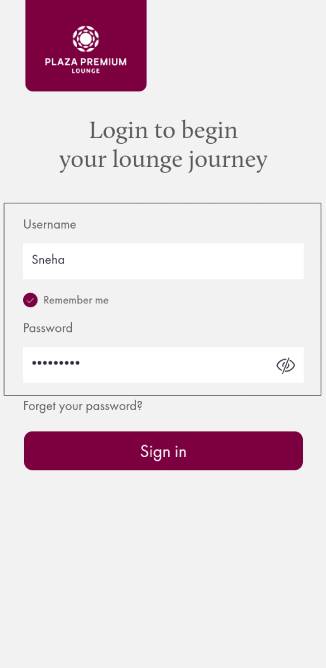 PLAZA PREMIUM
LOUNGE
Login to begin
your lounge journey
Username
Sneha
Remember me
Password
•••••••••
Forget your password?
Sign in